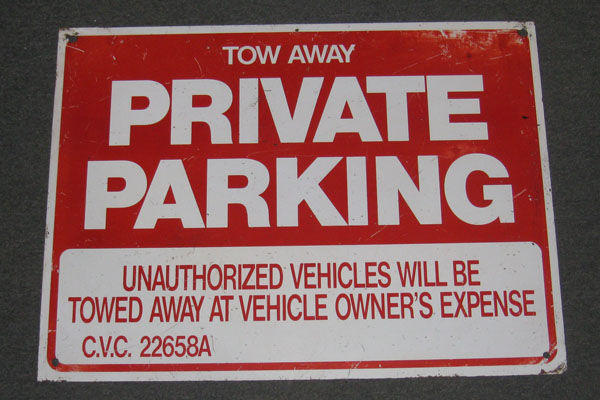 TOW AWAY
PRIVATE
PARKING
UNAUTHORIZED VEHICLES WILL BE
TOWED AWAY AT VEHICLE OWNER'S EXPENSE
C.V.C. 22658A